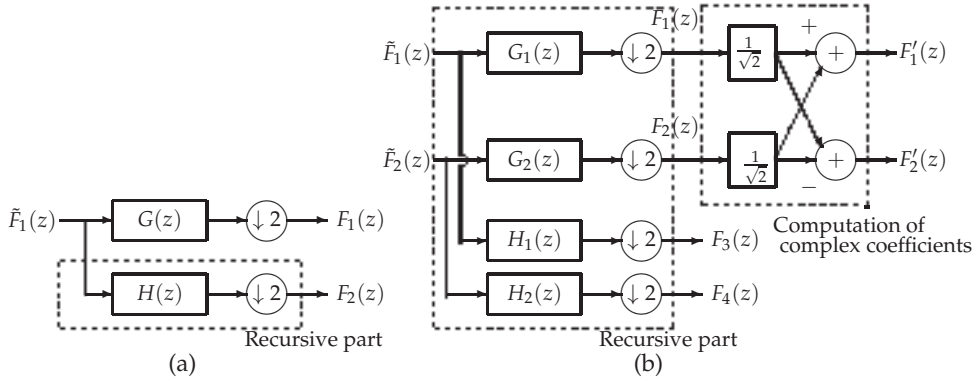 F̃₁(z)
G(z)
↓ 2
F₁(z)
H(z)
↓ 2
F₂(z)
Recursive part
(a)
F̃₁(z)
G₁(z)
↓ 2
F₁(z)
1/√2
+
+
F′₁(z)
F̃₂(z)
G₂(z)
↓ 2
F₂(z)
1/√2
−
+
F′₂(z)
Computation of
complex coefficients
H₁(z)
↓ 2
F₃(z)
H₂(z)
↓ 2
F₄(z)
Recursive part
(b)